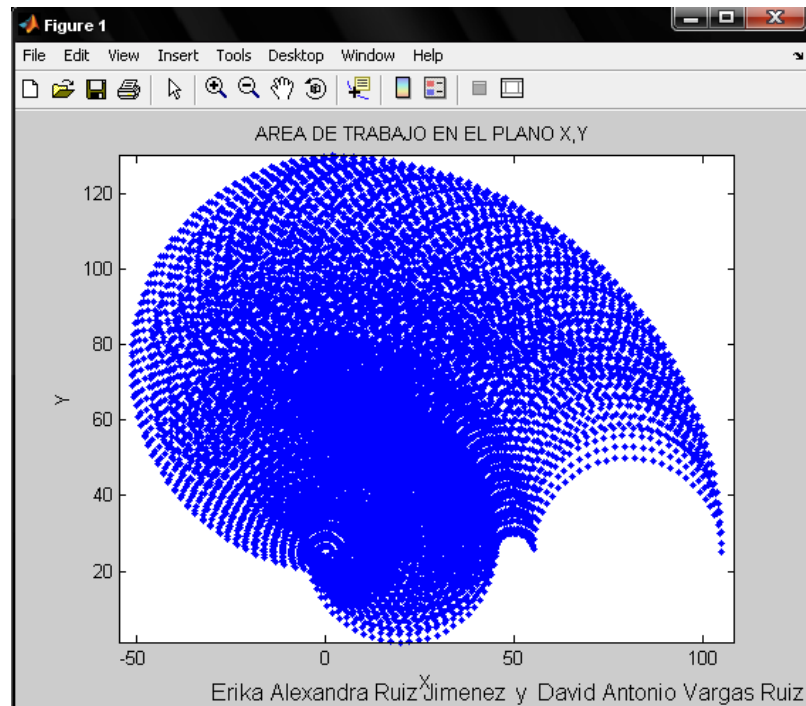 Figure 1
File Edit View Insert Tools Desktop Window Help
AREA DE TRABAJO EN EL PLANO X,Y
120
100
80
60
40
20
Y
-50 0 50 100
X
Erika Alexandra Ruiz Jimenez y David Antonio Vargas Ruiz